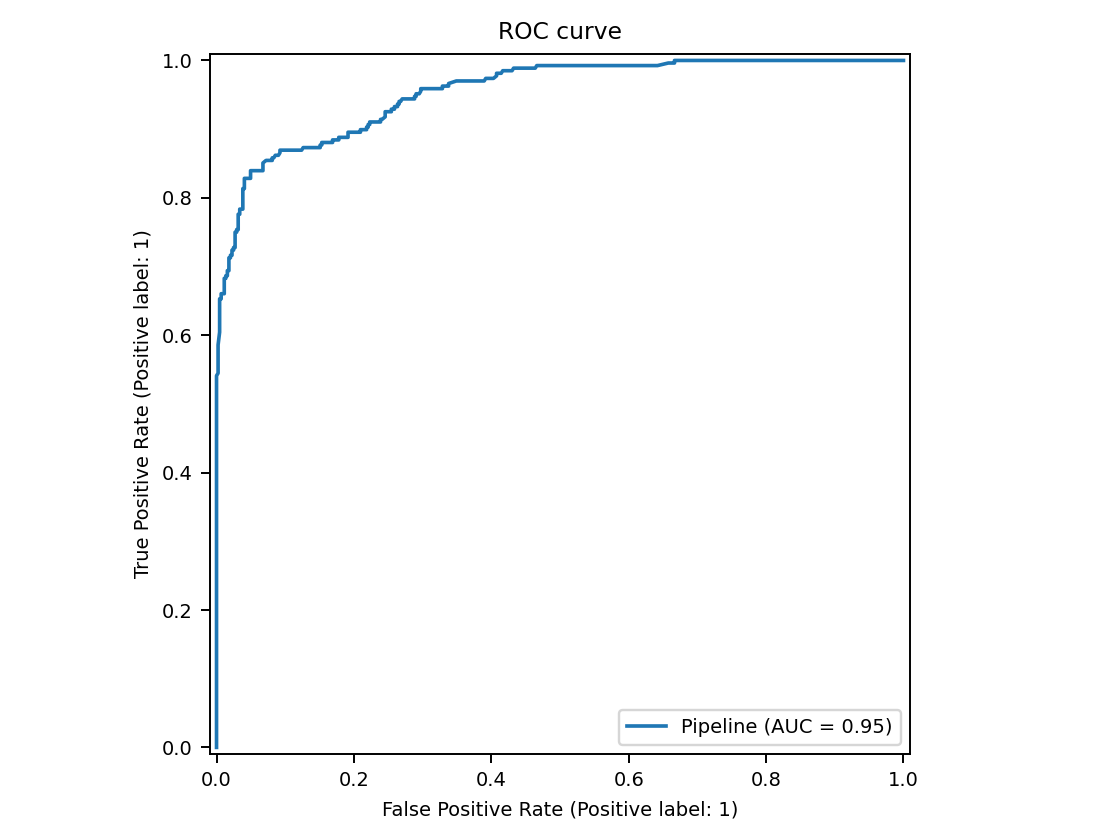 ROC curve
True Positive Rate (Positive label: 1)
1.0
0.8
0.6
0.4
0.2
0.0
Pipeline (AUC = 0.95)
0.0 0.2 0.4 0.6 0.8 1.0
False Positive Rate (Positive label: 1)